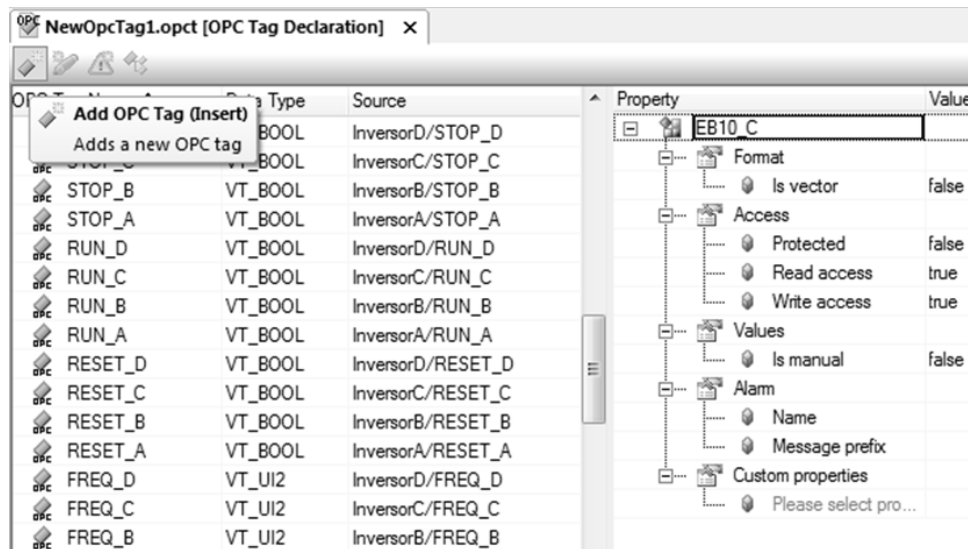 OPC NewOpcTag1.opct [OPC Tag Declaration] X
Data Type Source Property Value
Add OPC Tag (Insert)
Adds a new OPC tag
BOOL InversorD/STOP_D EB10_C
STOP_C VT_BOOL InversorC/STOP_C Format
STOP_B VT_BOOL InversorB/STOP_B Is vector false
STOP_A VT_BOOL InversorA/STOP_A Access
RUN_D VT_BOOL InversorD/RUN_D Protected false
RUN_C VT_BOOL InversorC/RUN_C Read access true
RUN_B VT_BOOL InversorB/RUN_B Write access true
RUN_A VT_BOOL InversorA/RUN_A Values
RESET_D VT_BOOL InversorD/RESET_D Is manual false
RESET_C VT_BOOL InversorC/RESET_C Alarm
RESET_B VT_BOOL InversorB/RESET_B Name
RESET_A VT_BOOL InversorA/RESET_A Message prefix
FREQ_D VT_UI2 InversorD/FREQ_D Custom properties
FREQ_C VT_UI2 InversorC/FREQ_C Please select pro...
FREQ_B VT_UI2 InversorB/FREQ_B